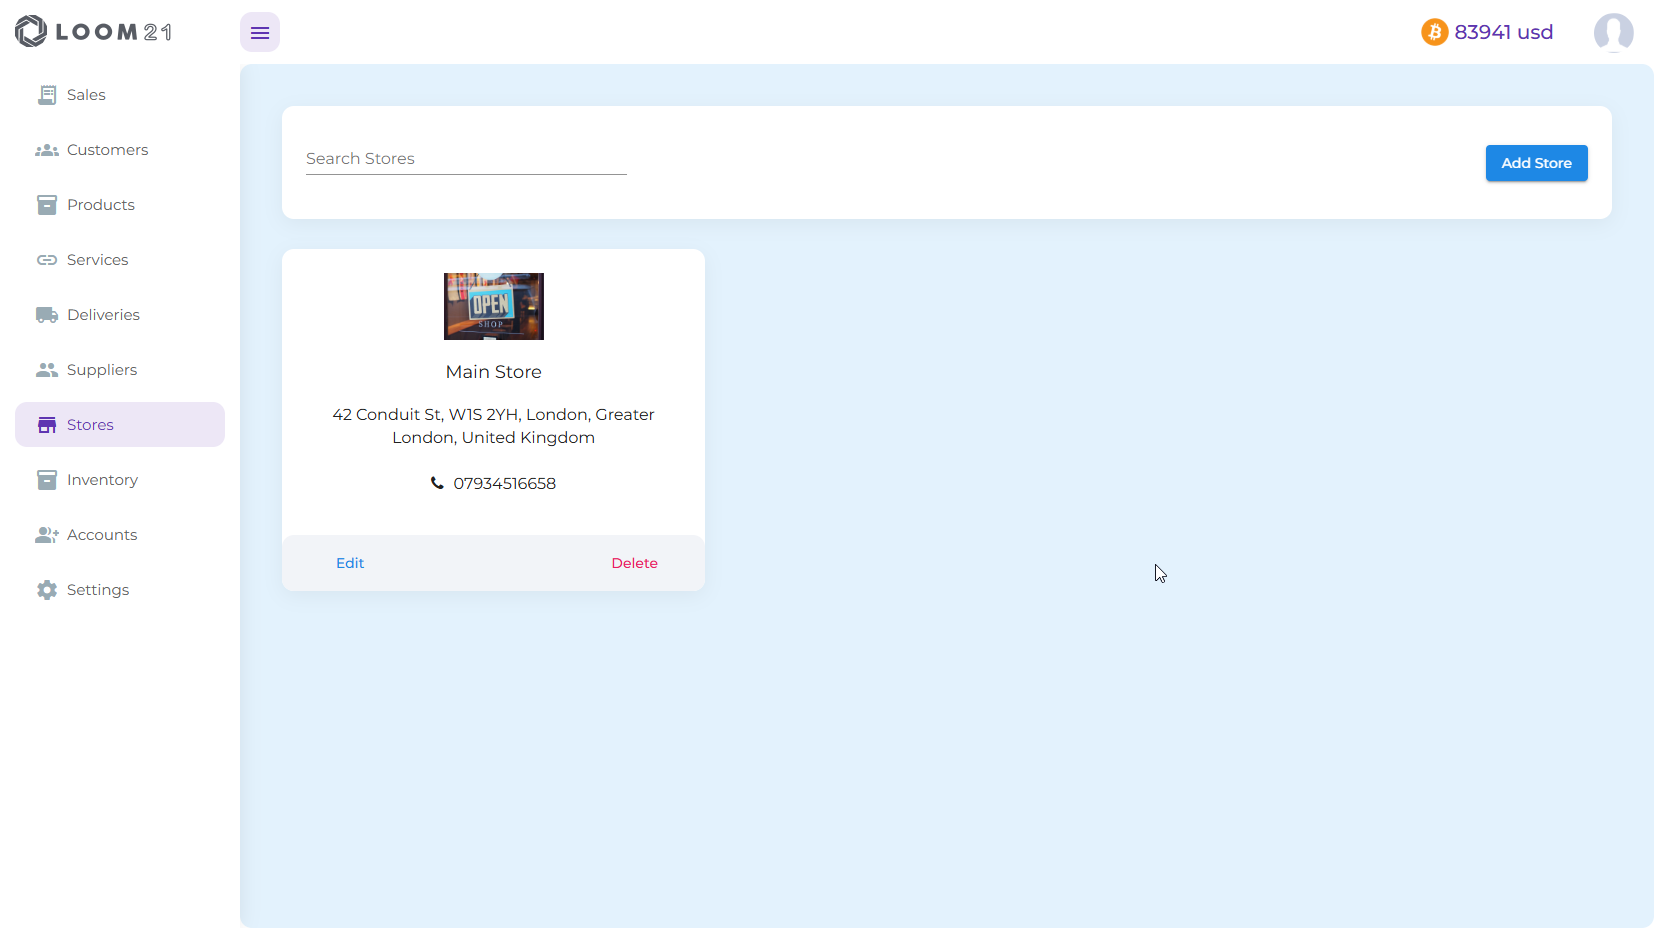 LOOM21
83941 usd
Sales
Customers
Products
Services
Deliveries
Suppliers
Stores
Inventory
Accounts
Settings
Search Stores
Add Store
OPEN
SHOP
Main Store
42 Conduit St, W1S 2YH, London, Greater
London, United Kingdom
07934516658
Edit
Delete